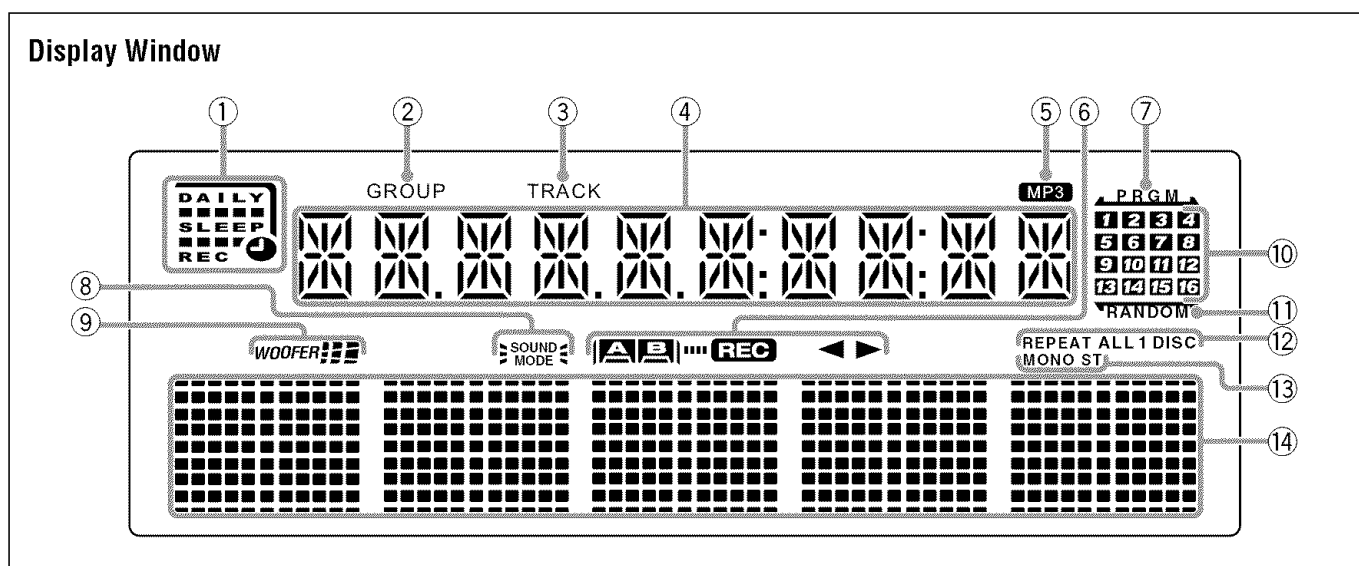 Display Window
① ② ③ ④ ⑤ ⑥ ⑦
GROUP TRACK MP3 PRGM
DAILY
SLEEP
REC
1 2 3 4
5 6 7 8
9 10 11 12
13 14 15 16
⑩
RANDOM ⑪
⑧
⑨
WOOFER SOUND MODE A B REC REPEAT ALL 1 DISC ⑫
MONO ST ⑬
⑭